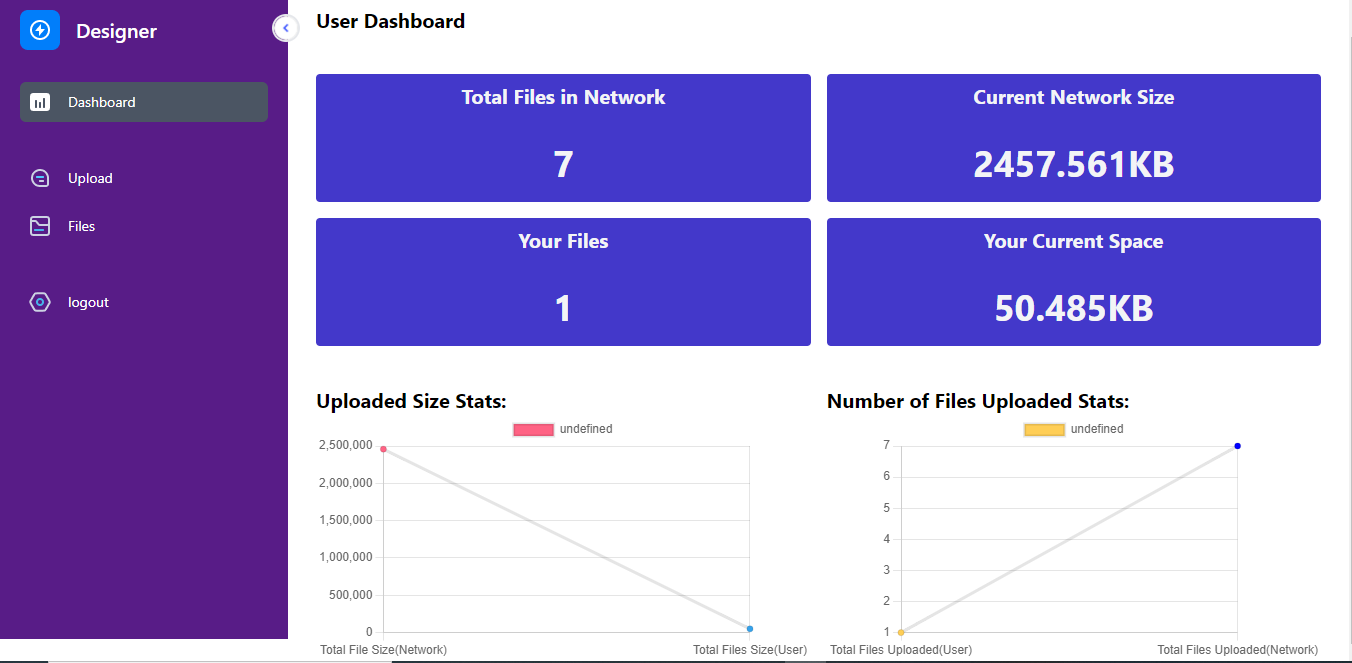 Designer
User Dashboard
Dashboard
Upload
Files
logout
Total Files in Network
7
Current Network Size
2457.561KB
Your Files
1
Your Current Space
50.485KB
Uploaded Size Stats:
undefined
2,500,000
2,000,000
1,500,000
1,000,000
500,000
0
Total File Size(Network)
Total Files Size(User)
Number of Files Uploaded Stats:
undefined
7
6
5
4
3
2
1
Total Files Uploaded(User)
Total Files Uploaded(Network)